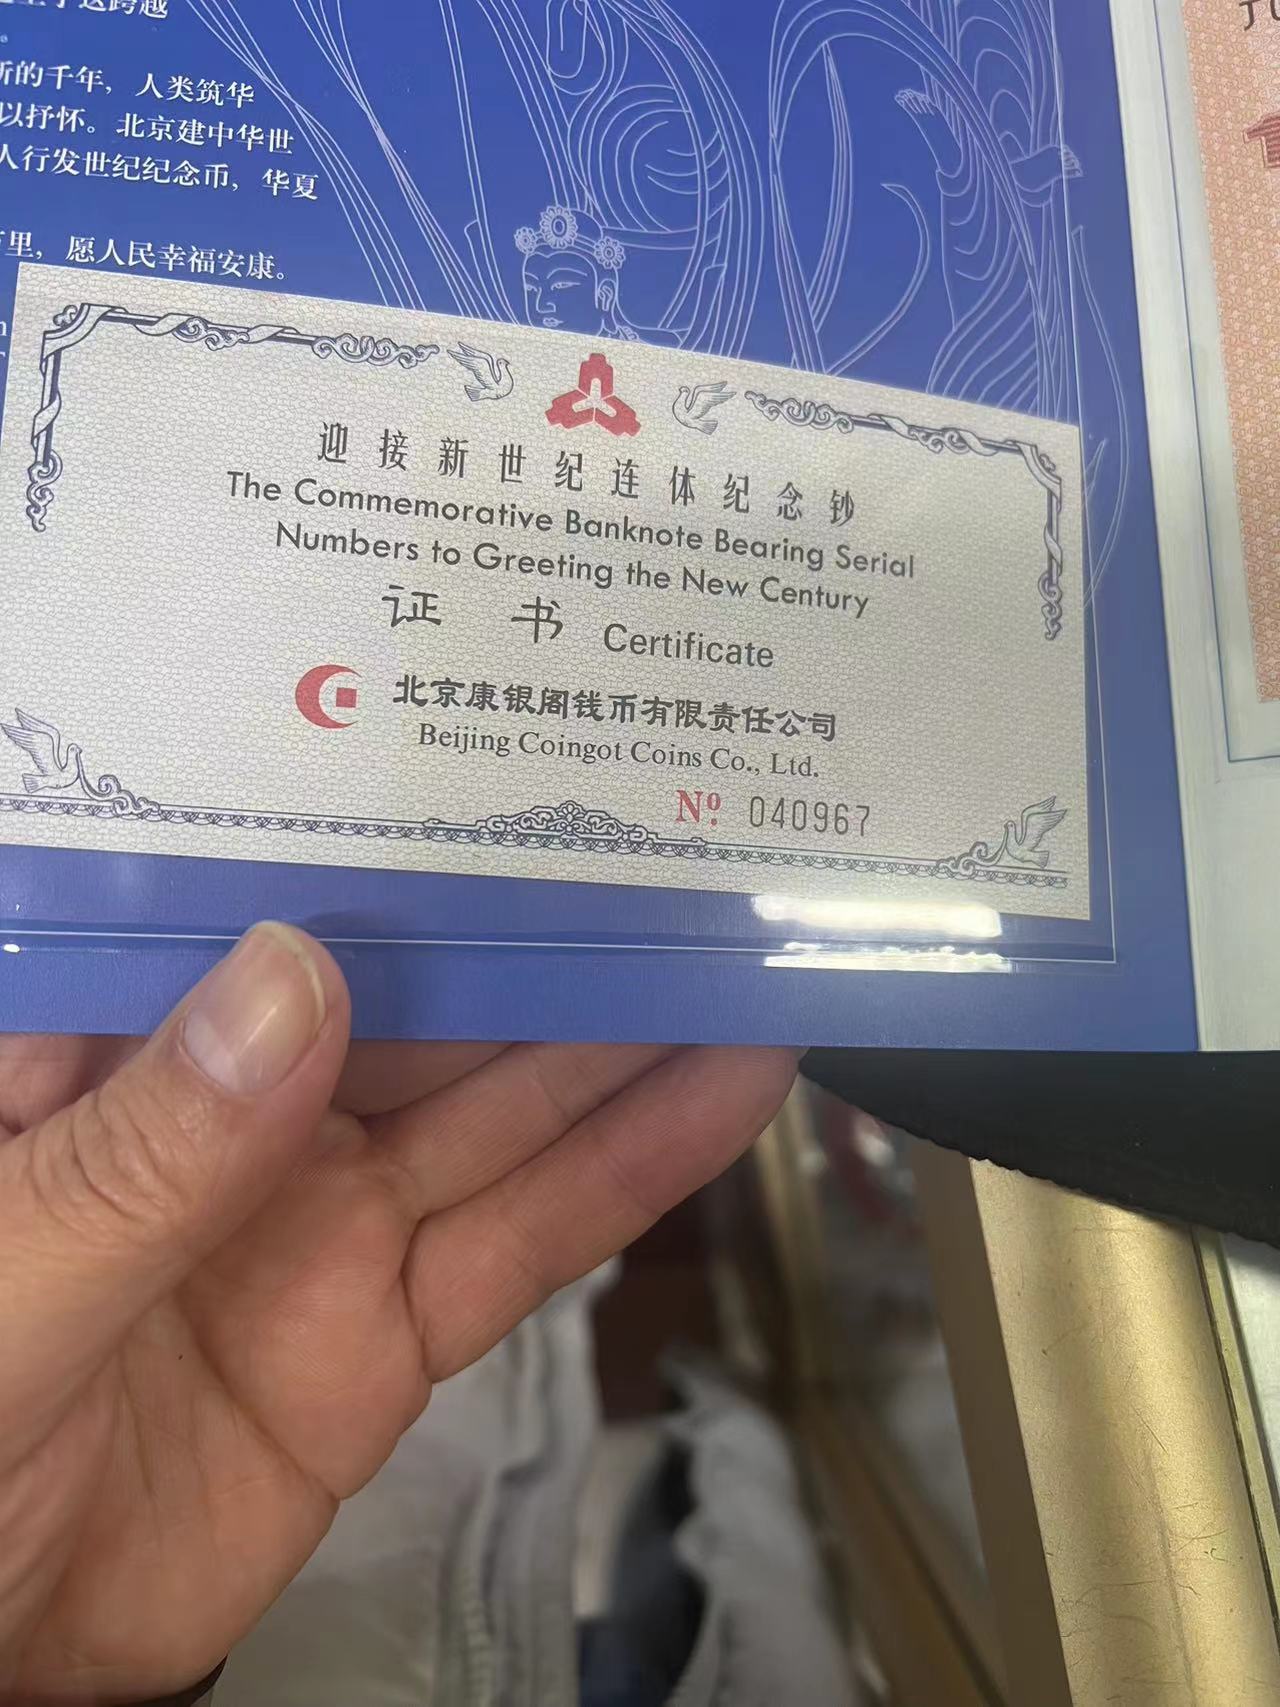 新的千年，人类筑华
以抒怀。北京建中华世
人行发世纪纪念币，华夏
里，愿人民幸福安康。
迎接新世纪连体纪念钞
The Commemorative Banknote Bearing Serial
Numbers to Greeting the New Century
证 书 Certificate
北京康银阁钱币有限责任公司
Beijing Coingot Coins Co., Ltd.
Nº 040967